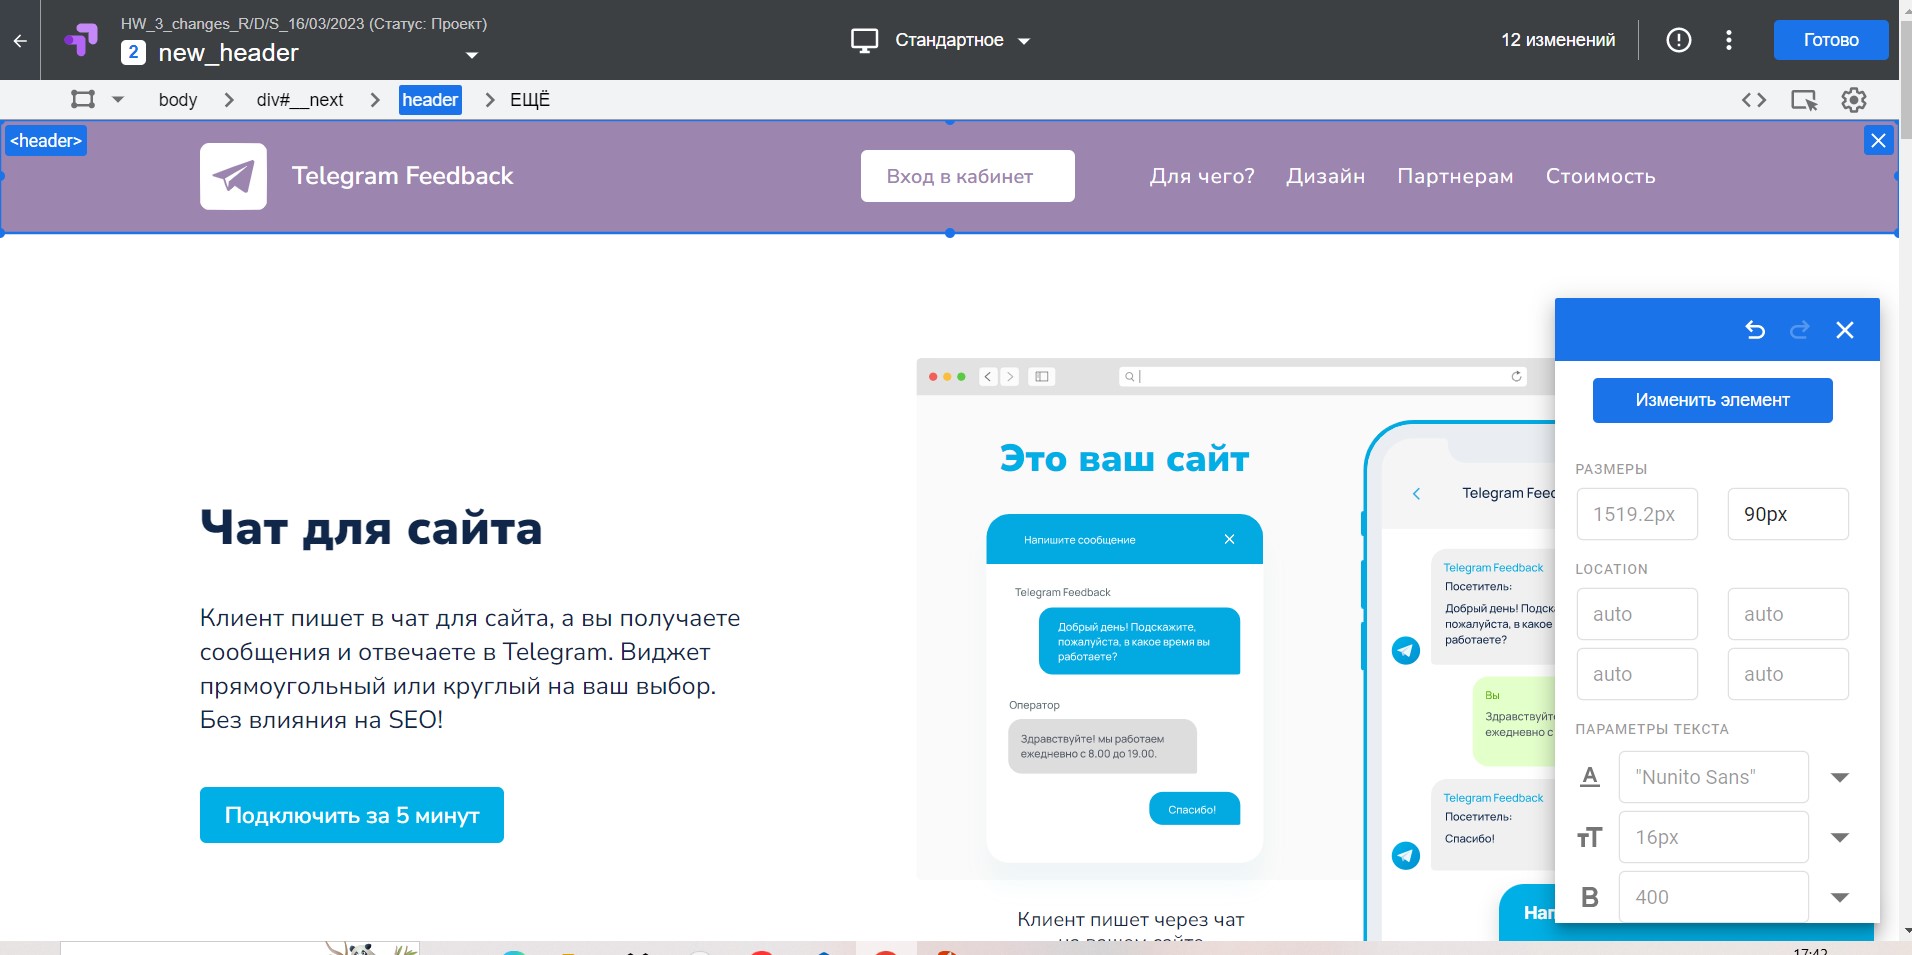 HW_3_changes_R/D/S_16/03/2023 (Статус: Проект)
2 new_header
Стандартное
12 изменений
Готово
body
div#__next
header
ЕЩЁ
<header>
Telegram Feedback
Вход в кабинет
Для чего?
Дизайн
Партнерам
Стоимость
Чат для сайта
Клиент пишет в чат для сайта, а вы получаете
сообщения и отвечаете в Telegram. Виджет
прямоугольный или круглый на ваш выбор.
Без влияния на SEO!
Подключить за 5 минут
Это ваш сайт
Напишите сообщение
Telegram Feedback
Добрый день! Подскажите,
пожалуйста, в какое время вы
работаете?
Оператор
Здравствуйте! мы работаем
ежедневно с 8.00 до 19.00.
Спасибо!
Клиент пишет через чат
на вашем сайте
Telegram Feed
Telegram Feedback
Посетитель:
Добрый день! Подск
пожалуйста, в какое
работаете?
Вы
Здравствуйт
ежедневно с
Telegram Feedback
Посетитель:
Спасибо!
Нап
Изменить элемент
РАЗМЕРЫ
1519.2px
90px
LOCATION
auto
auto
auto
auto
ПАРАМЕТРЫ ТЕКСТА
A
"Nunito Sans"
тТ
16px
B
400
17:42